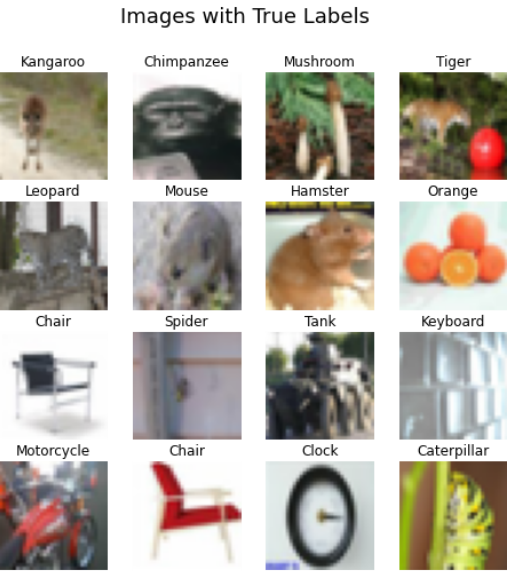 Images with True Labels
Kangaroo Chimpanzee Mushroom Tiger
Leopard Mouse Hamster Orange
Chair Spider Tank Keyboard
Motorcycle Chair Clock Caterpillar